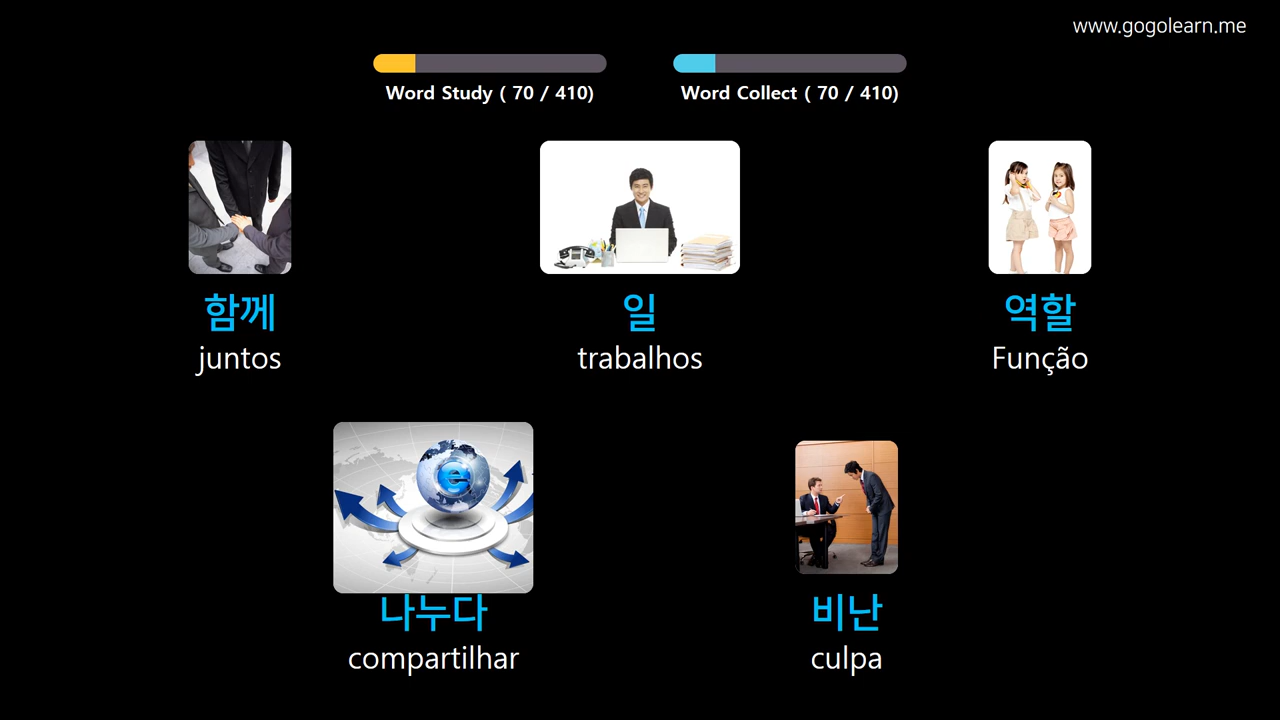 www.gogolearn.me
Word Study ( 70 / 410)
Word Collect ( 70 / 410)
함께
juntos
일
trabalhos
역할
Função
e
나누다
compartilhar
비난
culpa